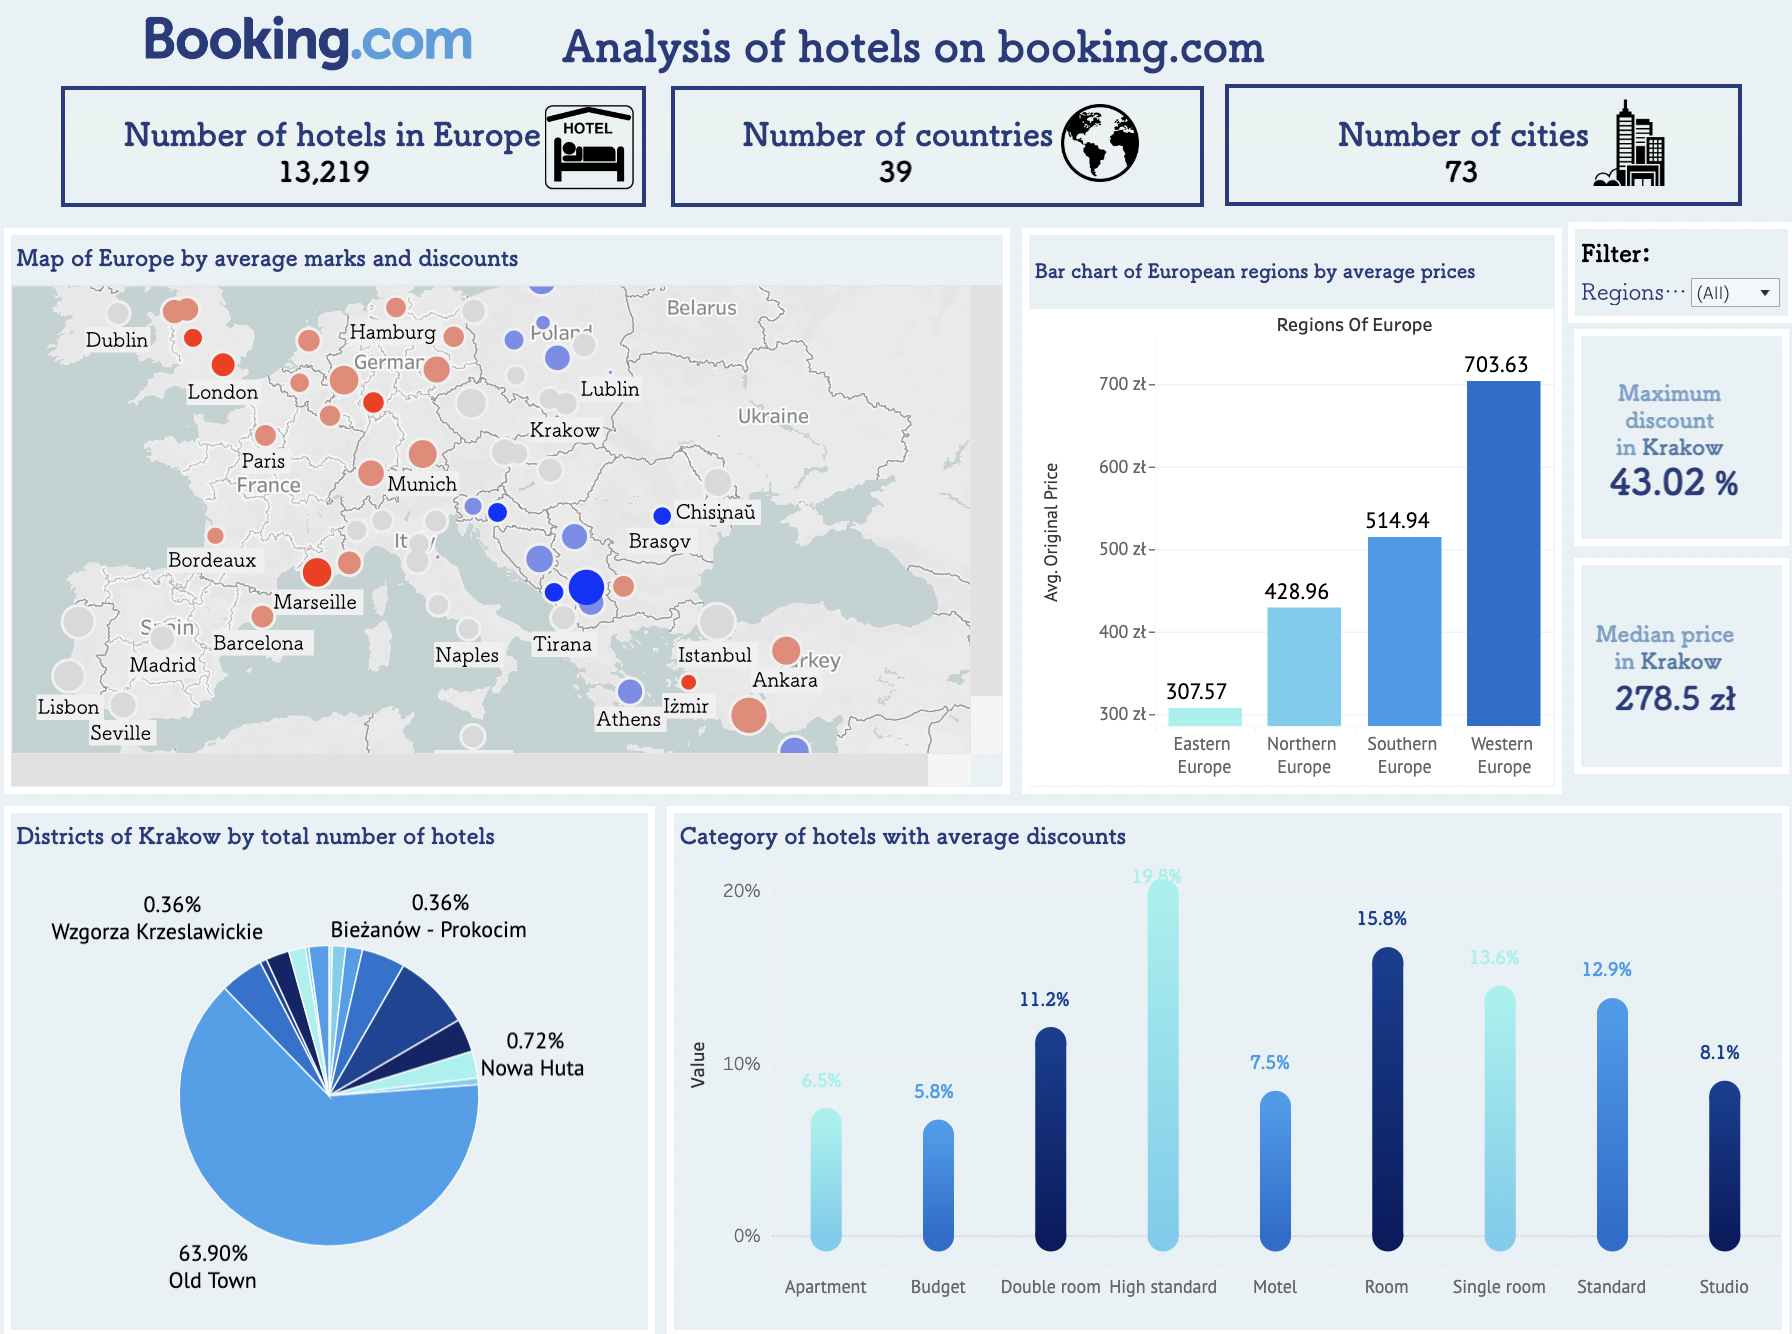 Booking.com
Analysis of hotels on booking.com
Number of hotels in Europe
13,219
HOTEL
Number of countries
39
Number of cities
73
Map of Europe by average marks and discounts
Belarus
Dublin
Hamburg
Poland
London
German
Lublin
Ukraine
Krakow
Paris
France
Munich
Chișinău
Brașov
Bordeaux
It
Marseille
Barcelona
Madrid
Naples
Tirana
Istanbul
rkey
Ankara
Lisbon
Seville
Athens
Izmir
Bar chart of European regions by average prices
Regions Of Europe
Avg. Original Price
700 zł
600 zł
500 zł
400 zł
300 zł
307.57
428.96
514.94
703.63
Eastern Europe
Northern Europe
Southern Europe
Western Europe
Filter:
Regions···
(All)
Maximum
discount
in Krakow
43.02 %
Median price
in Krakow
278.5 zł
Districts of Krakow by total number of hotels
0.36%
Wzgorza Krzeslawickie
0.36%
Bieżanów - Prokocim
0.72%
Nowa Huta
63.90%
Old Town
Category of hotels with average discounts
Value
20%
10%
0%
6.5%
5.8%
11.2%
19.8%
7.5%
15.8%
13.6%
12.9%
8.1%
Apartment
Budget
Double room
High standard
Motel
Room
Single room
Standard
Studio